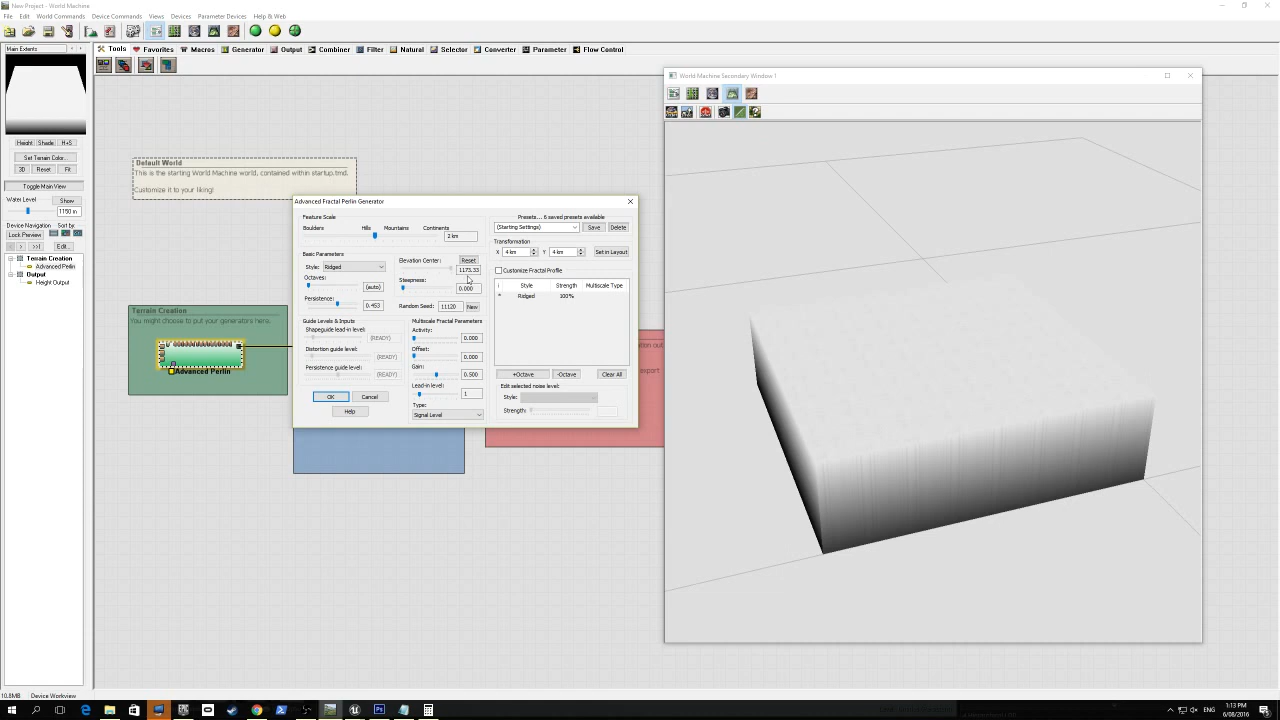 New Project - World Machine
File Edit World Commands Device Commands Views Devices Parameter Devices Help & Web
Main Extents
Tools Favorites Macros Generator Output Combiner Filter Natural Selector Converter Parameter Flow Control
World Machine Secondary Window 1
Height Shade H+S
Set Terrain Color...
3D Reset Fit
Toggle Main View
Water Level Show
1150 m
Device Navigation Sort by:
Lock Preview
< > >>| Edit...
Terrain Creation
Advanced Perlin
Output
Height Output
Default World
This is the starting World Machine world, contained within startup.tmd.
Customize it to your liking!
Terrain Creation
You might choose to put your generators here.
Advanced Perlin
export
Advanced Fractal Perlin Generator
Feature Scale
Boulders Hills Mountains Continents
2 km
Basic Parameters
Style: Ridged
Octaves:
(auto)
Persistence:
0.453
Elevation Center: Reset
1173.33
Steepness:
0.000
Random Seed: 11120 New
Guide Levels & Inputs
Shapeguide lead-in level:
(READY)
Distortion guide level:
(READY)
Persistence guide level:
(READY)
OK Cancel
Help
Multiscale Fractal Parameters
Activity:
0.000
Offset:
0.000
Gain:
0.500
Lead-in level:
1
Type:
Signal Level
Presets... 6 saved presets available
(Starting Settings) Save Delete
Transformation
X 4 km Y 4 km Set in Layout
Customize Fractal Profile
Style Strength Multiscale Type
* Ridged 100%
+Octave -Octave Clear All
Edit selected noise level:
Style:
Strength:
10.8MB Device Workview
ENG
1:13 PM
6/08/2016